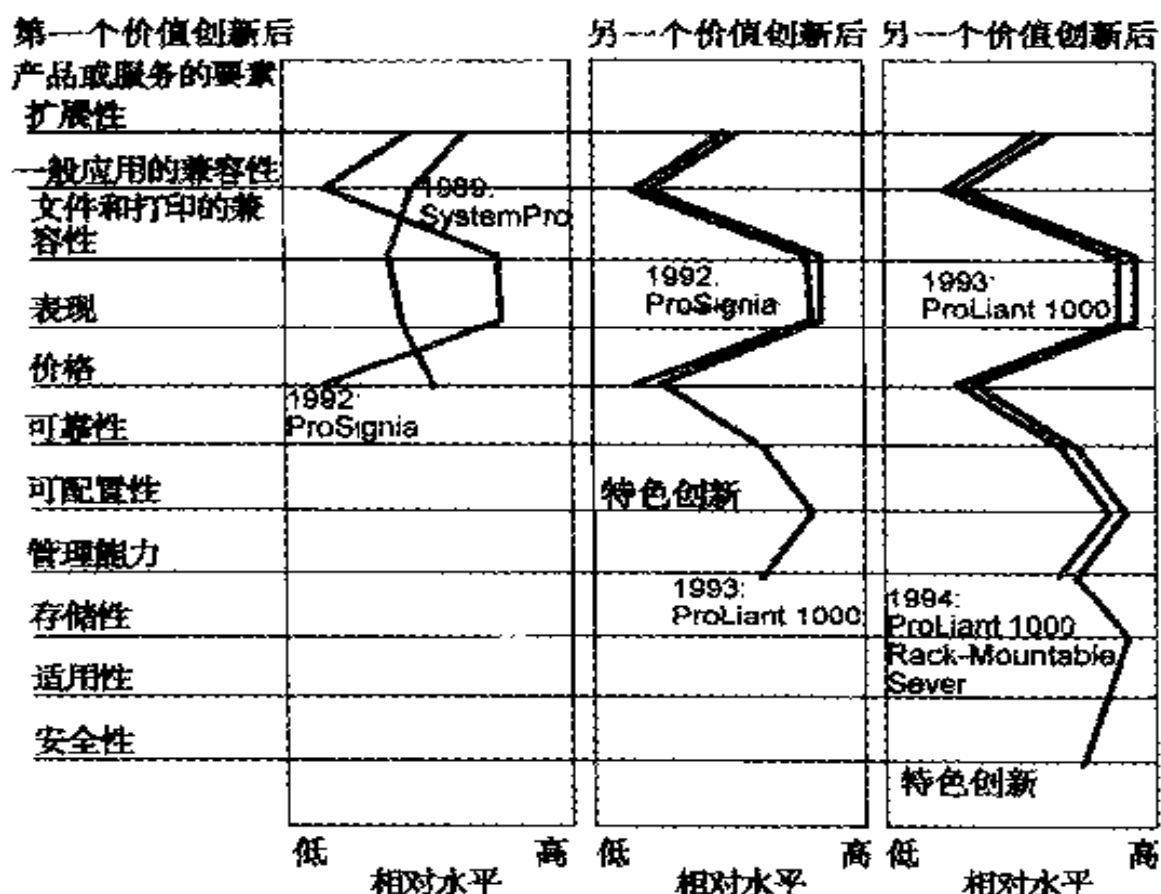 第一个价值创新后
另一个价值创新后
另一个价值创新后
产品或服务的要素
扩展性
一般应用的兼容性
文件和打印的兼
容性
表现
价格
可靠性
可配置性
管理能力
存储性
适用性
安全性
1989:
SystemPro
1992:
ProSignia
1992.
ProSignia
特色创新
1993:
ProLiant 1000
1993:
ProLiant 1000
1994:
ProLiant 1000
Rack-Mountable
Sever
特色创新
低 高
相对水平
低 高
相对水平
低 高
相对水平